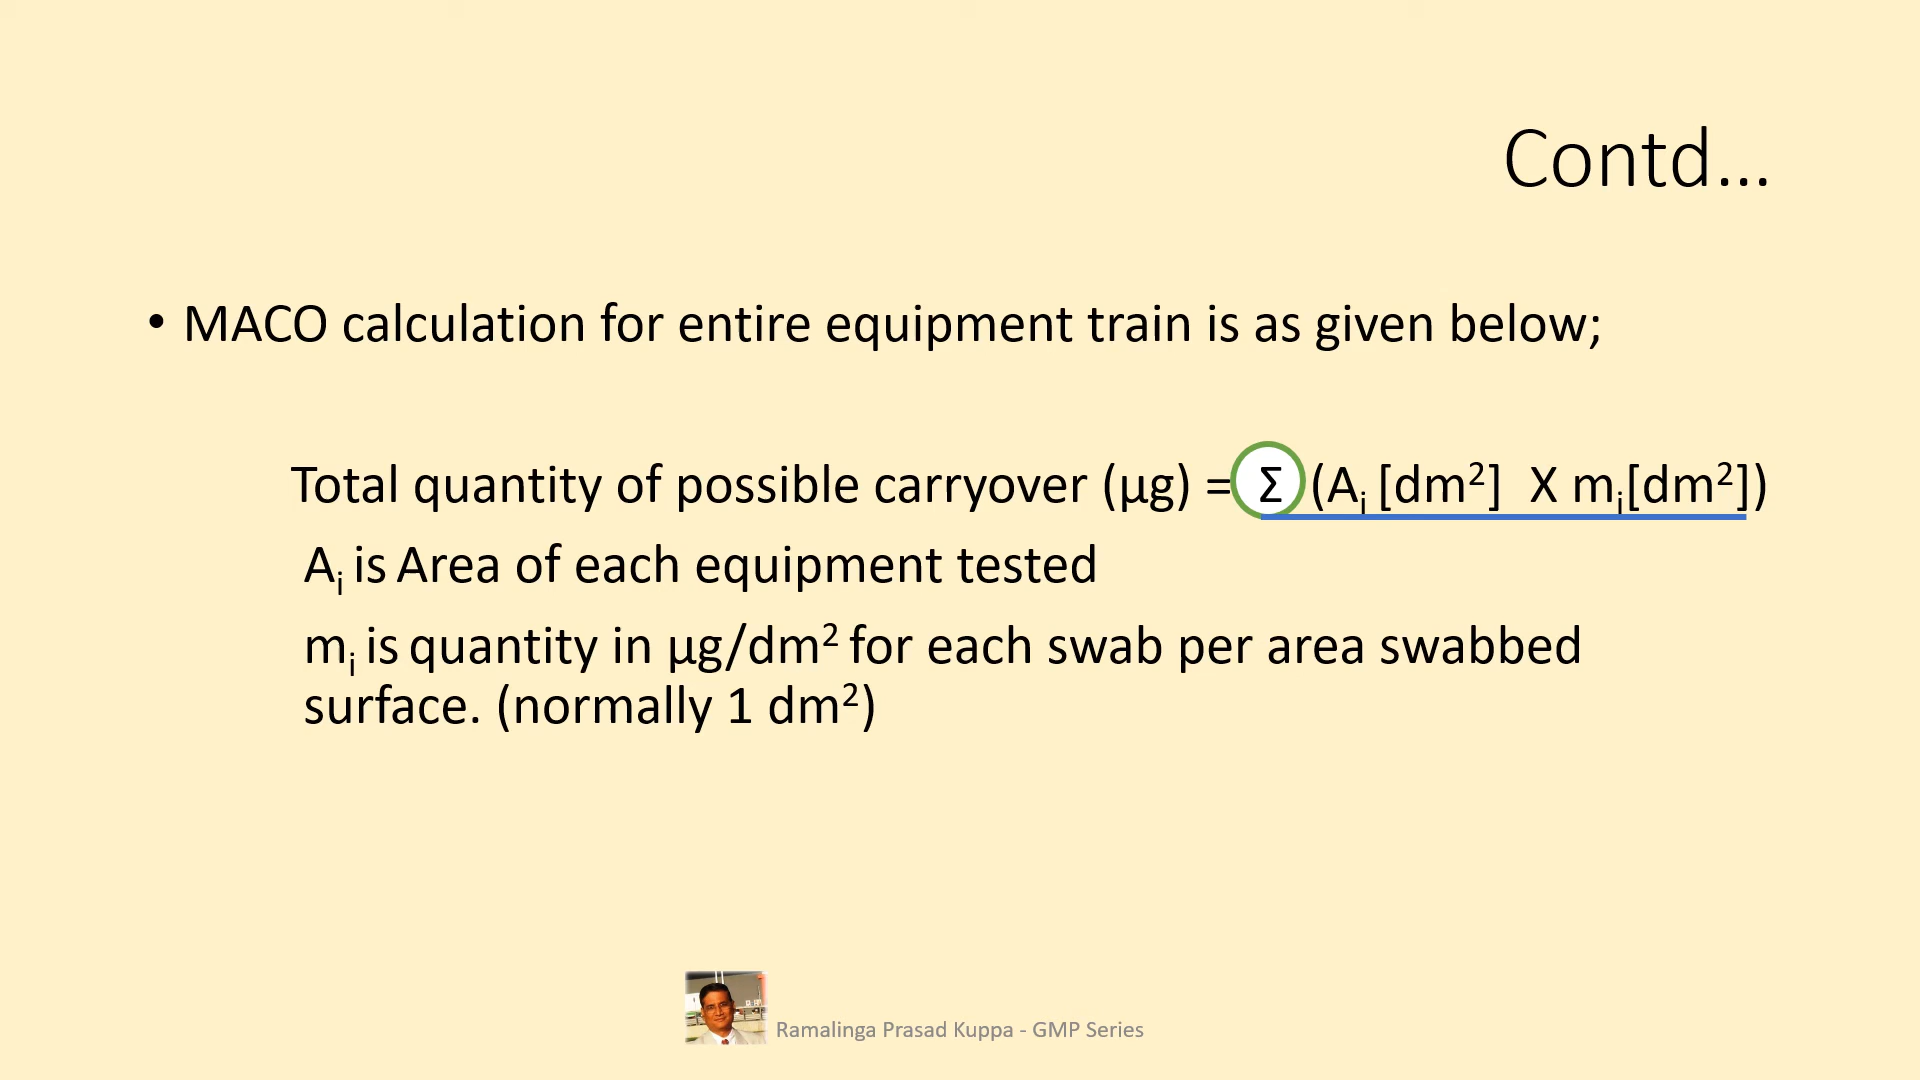 Contd...
• MACO calculation for entire equipment train is as given below;
Total quantity of possible carryover (µg) = Σ (Aᵢ [dm²] X mᵢ[dm²])
Aᵢ is Area of each equipment tested
mᵢ is quantity in µg/dm² for each swab per area swabbed
surface. (normally 1 dm²)
Ramalinga Prasad Kuppa - GMP Series